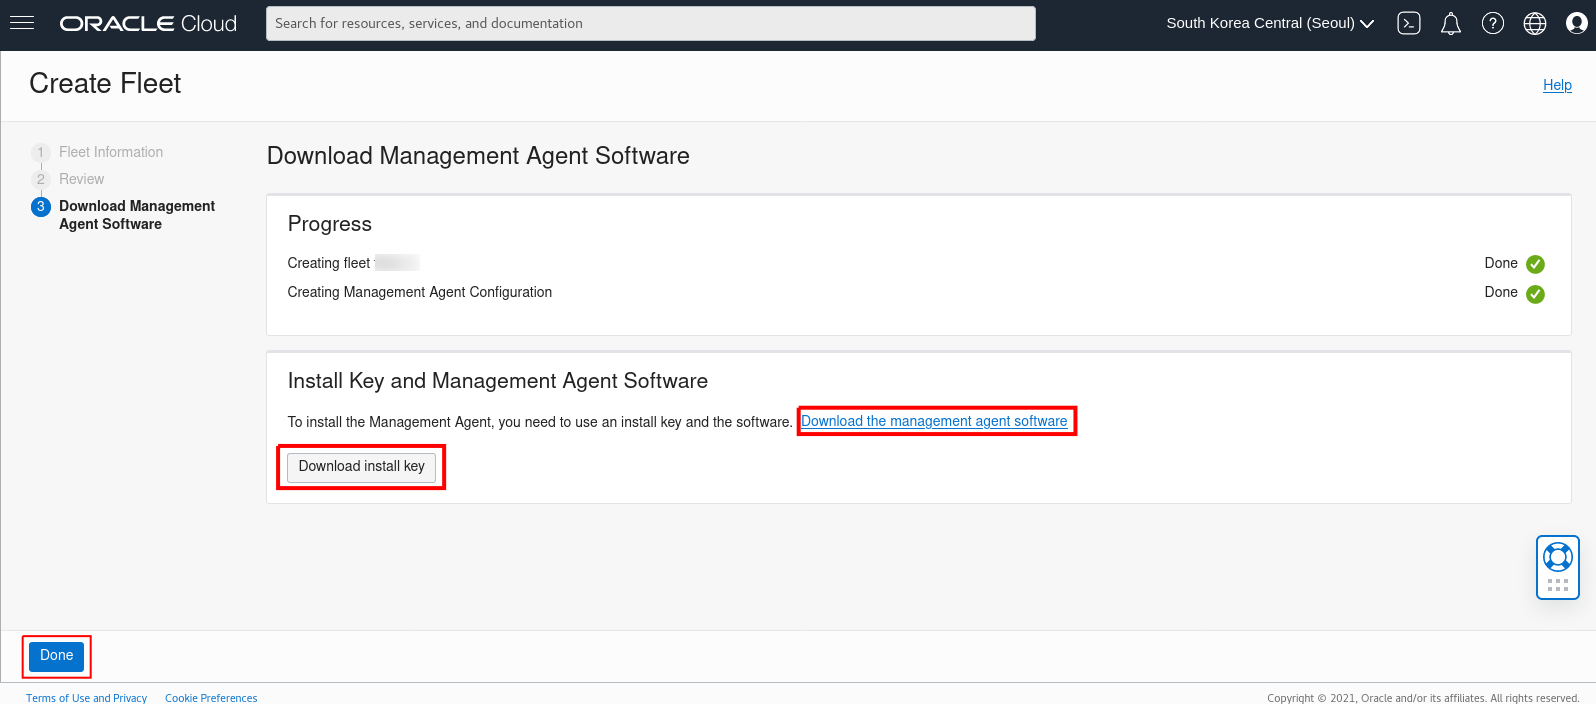 ORACLE Cloud
Search for resources, services, and documentation
South Korea Central (Seoul)
Create Fleet
Help
1 Fleet Information
2 Review
3 Download Management
Agent Software
Download Management Agent Software
Progress
Creating fleet
Done
Creating Management Agent Configuration
Done
Install Key and Management Agent Software
To install the Management Agent, you need to use an install key and the software. Download the management agent software
Download install key
Done
Terms of Use and Privacy
Cookie Preferences
Copyright © 2021, Oracle and/or its affiliates. All rights reserved.